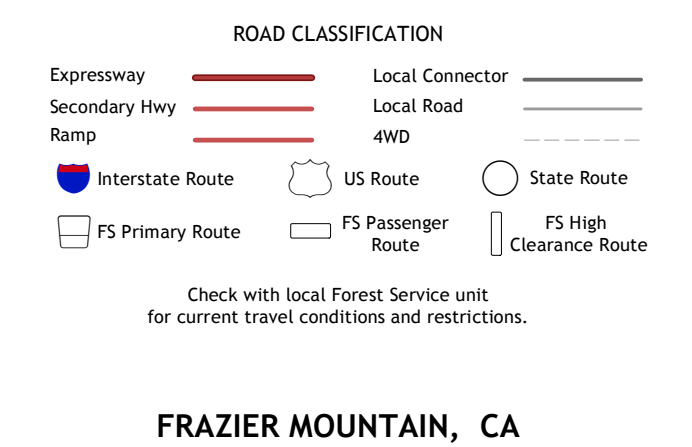 ROAD CLASSIFICATION
Expressway
Local Connector
Secondary Hwy
Local Road
Ramp
4WD
Interstate Route
US Route
State Route
FS Primary Route
FS Passenger
Route
FS High
Clearance Route
Check with local Forest Service unit
for current travel conditions and restrictions.
FRAZIER MOUNTAIN, CA